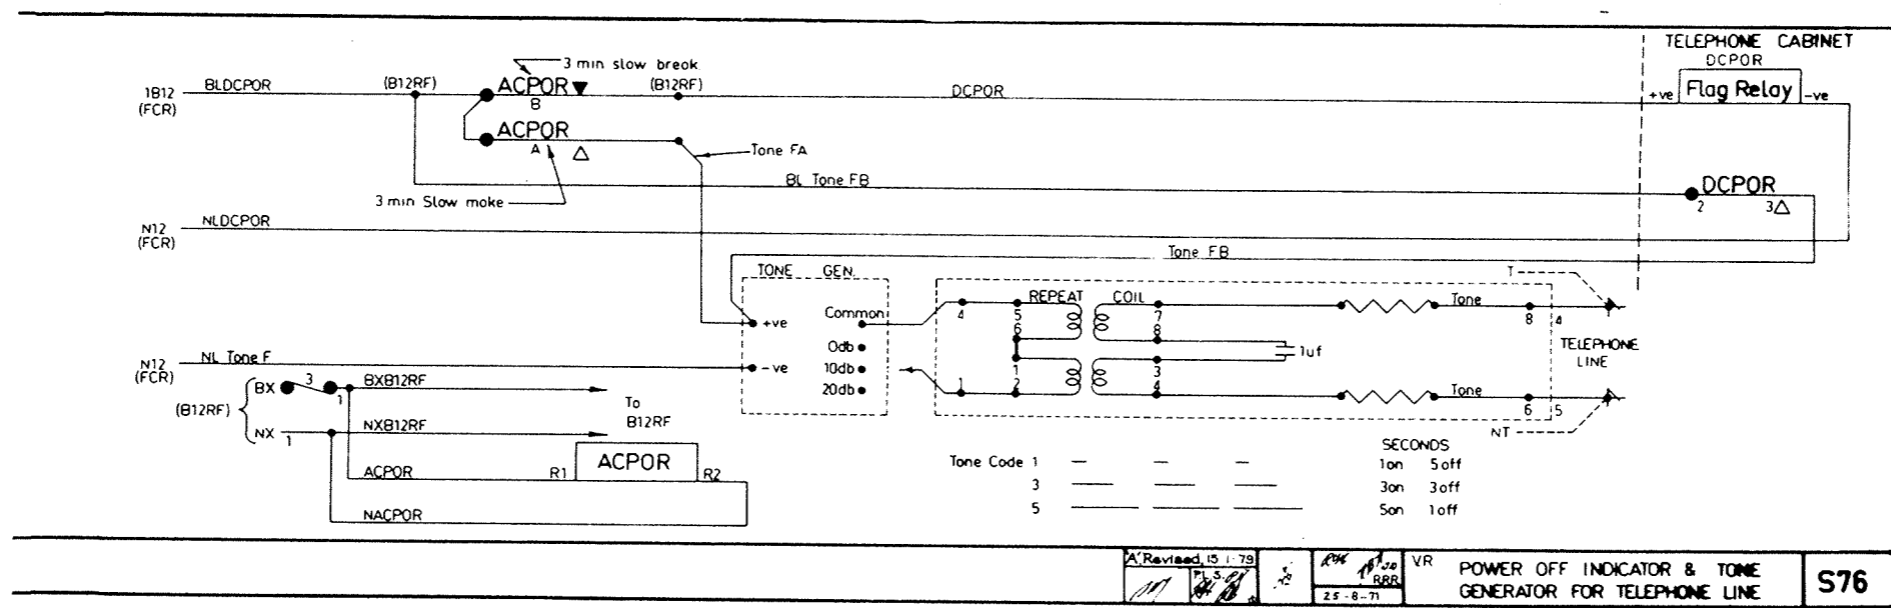 TELEPHONE CABINET
DCPOR
+ve Flag Relay -ve
3 min slow break
1B12
(FCR)
BLDCPOR
(B12RF)
ACPOR
B
(B12RF)
DCPOR
ACPOR
A
Tone FA
BL Tone FB
3 min Slow make
DCPOR
2 3
N12
(FCR)
NLDCPOR
Tone FB
TONE GEN.
+ve
-ve
Common
0db
10db
20db
REPEAT COIL
4
5
6
7
8
1
2
3
4
1
1uf
Tone
8 4
Tone
6 5
T
TELEPHONE
LINE
NT
N12
(FCR)
NL Tone F
(B12RF)
BX 3 1
BXB12RF
NX 1
NXB12RF
To
B12RF
ACPOR
R1 ACPOR R2
NACPOR
SECONDS
Tone Code 1 1on 5off
3 3on 3off
5 5on 1off
'A' Revised, 15-1-79
RRR
25-8-71
VR
POWER OFF INDICATOR & TONE
GENERATOR FOR TELEPHONE LINE
S76